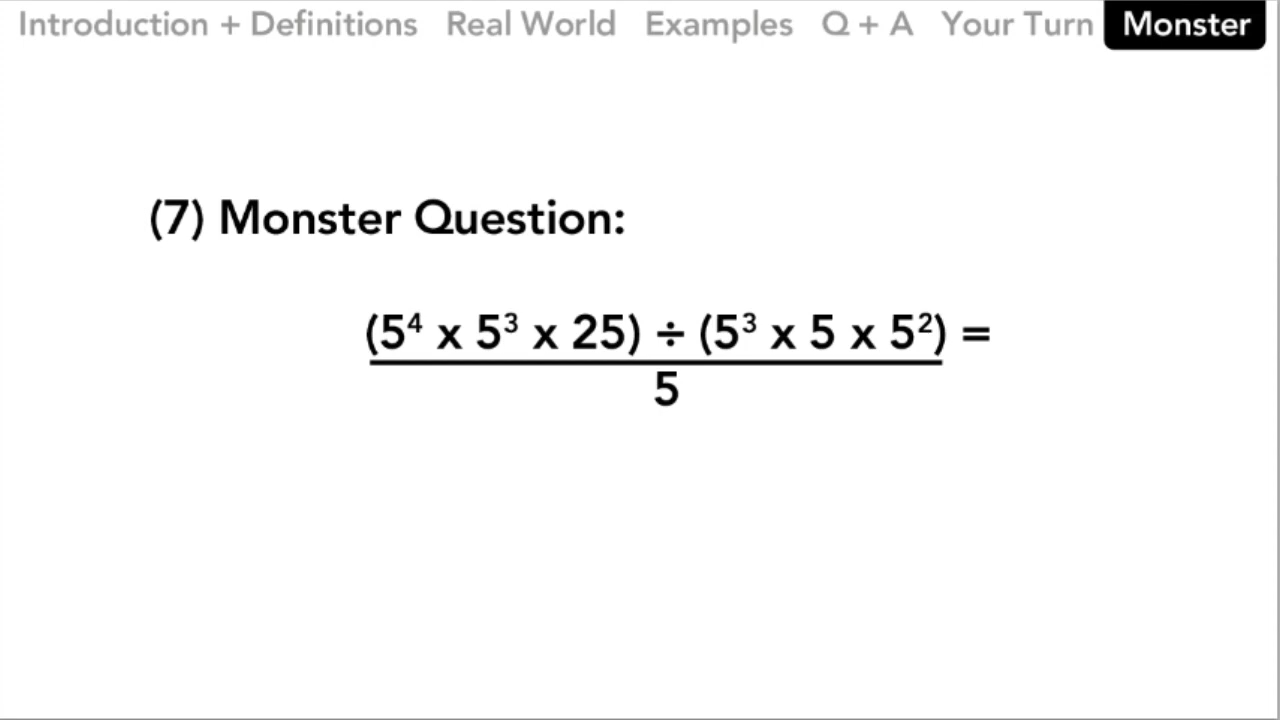 Introduction + Definitions Real World Examples Q + A Your Turn Monster
(7) Monster Question:
(5⁴ x 5³ x 25) ÷ (5³ x 5 x 5²) =
5